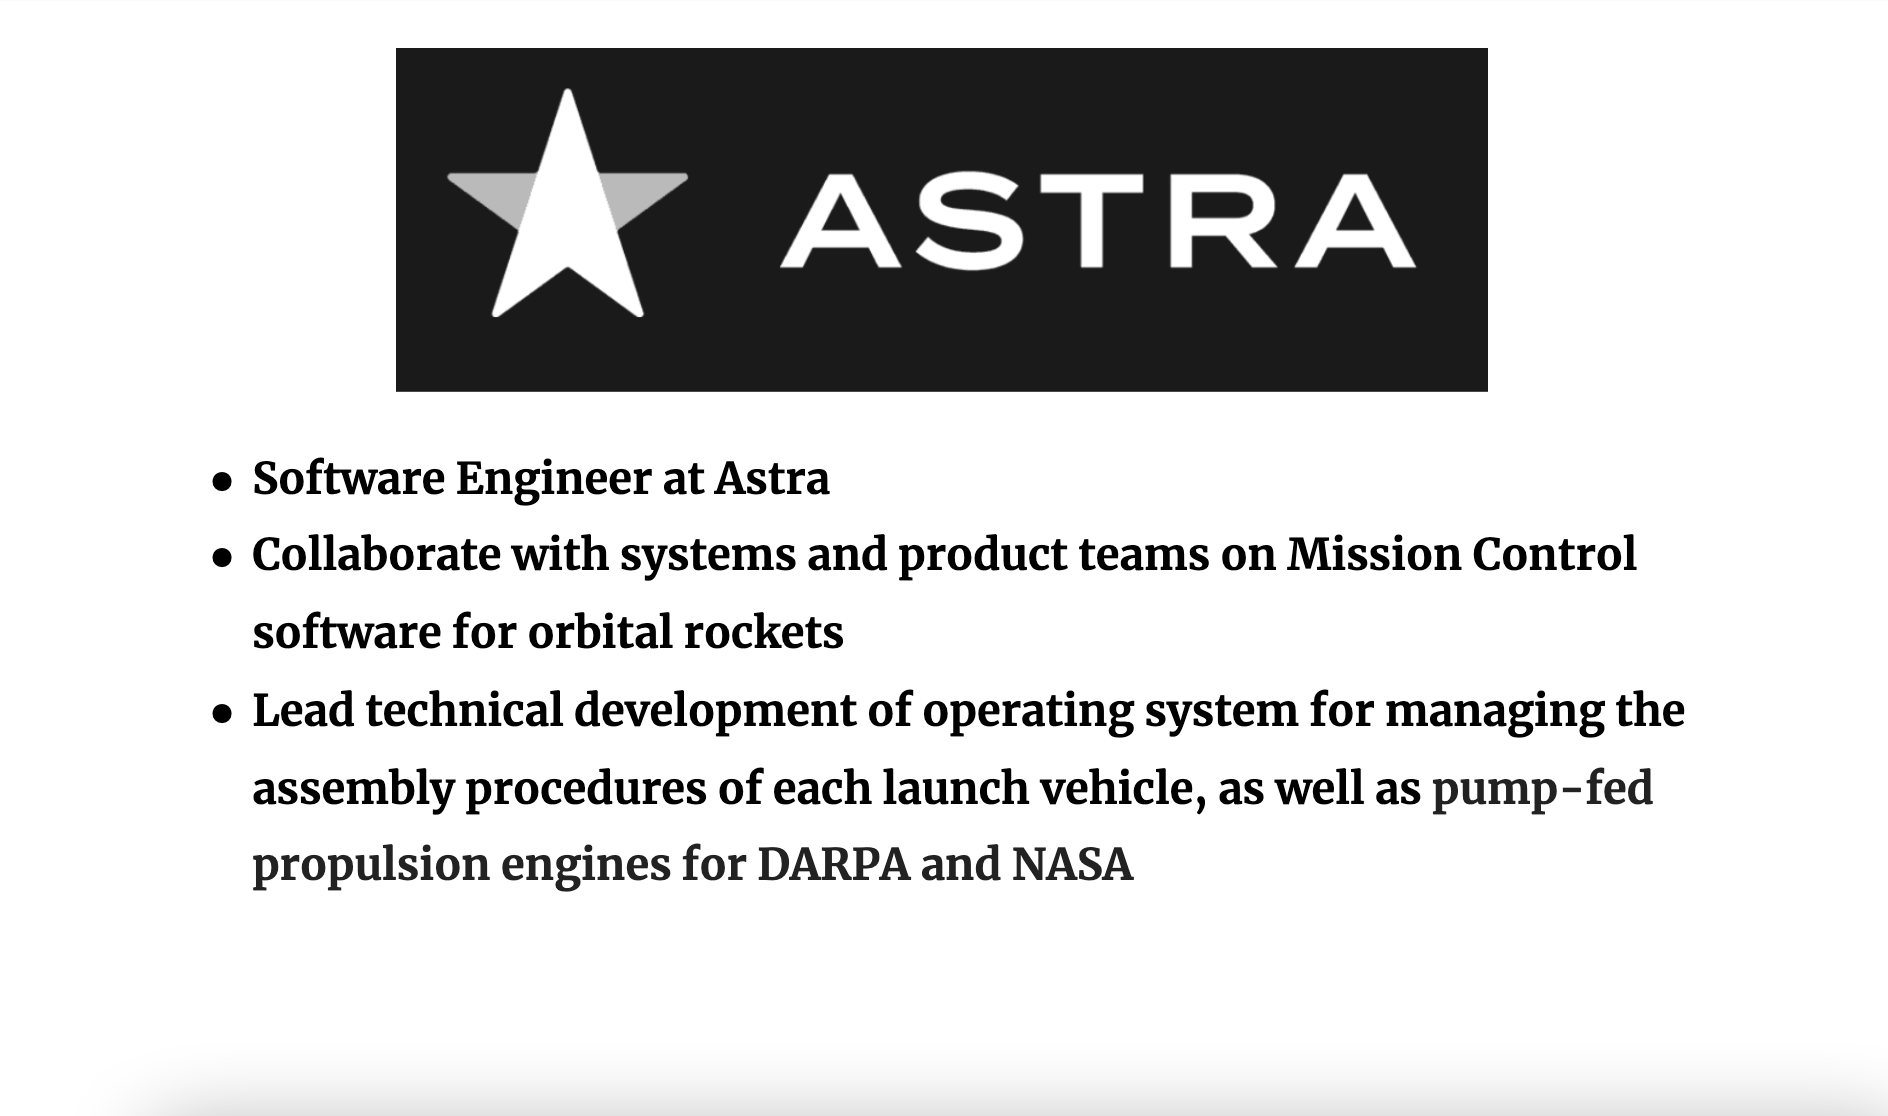 ASTRA
● Software Engineer at Astra
● Collaborate with systems and product teams on Mission Control
software for orbital rockets
● Lead technical development of operating system for managing the
assembly procedures of each launch vehicle, as well as pump-fed
propulsion engines for DARPA and NASA